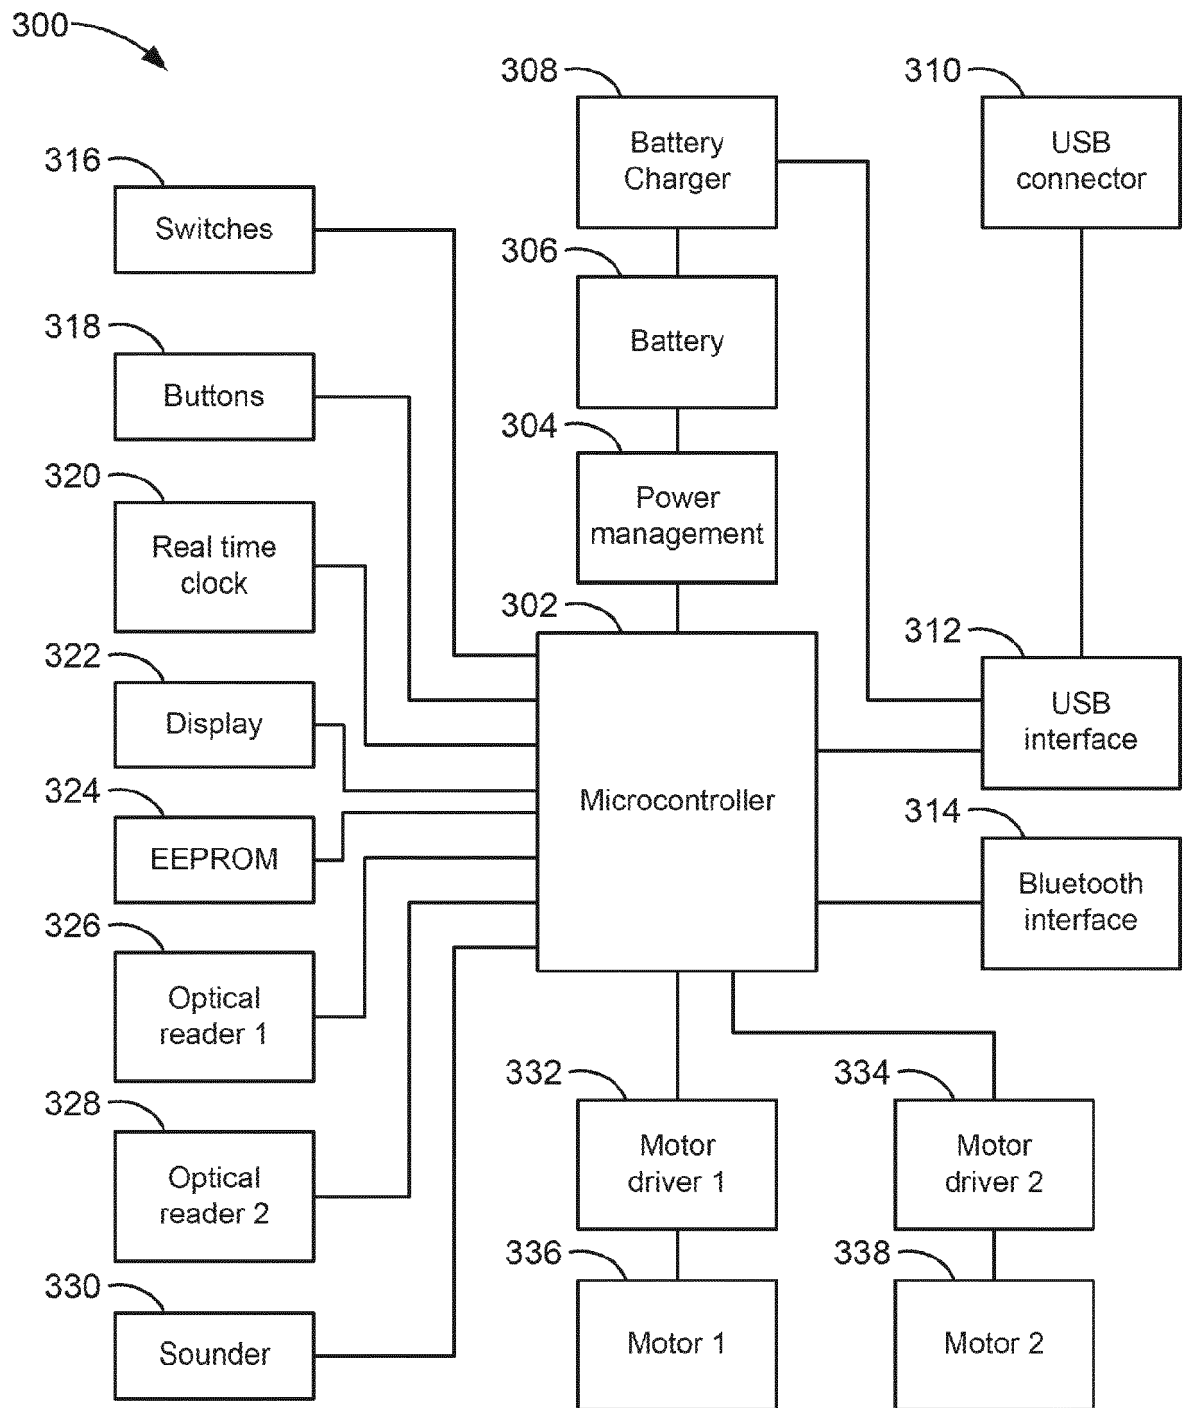 300
308
Battery
Charger
310
USB
connector
316
Switches
306
Battery
318
Buttons
304
Power
management
320
Real time
clock
302
Microcontroller
312
USB
interface
322
Display
324
EEPROM
314
Bluetooth
interface
326
Optical
reader 1
328
Optical
reader 2
332
Motor
driver 1
334
Motor
driver 2
330
Sounder
336
Motor 1
338
Motor 2